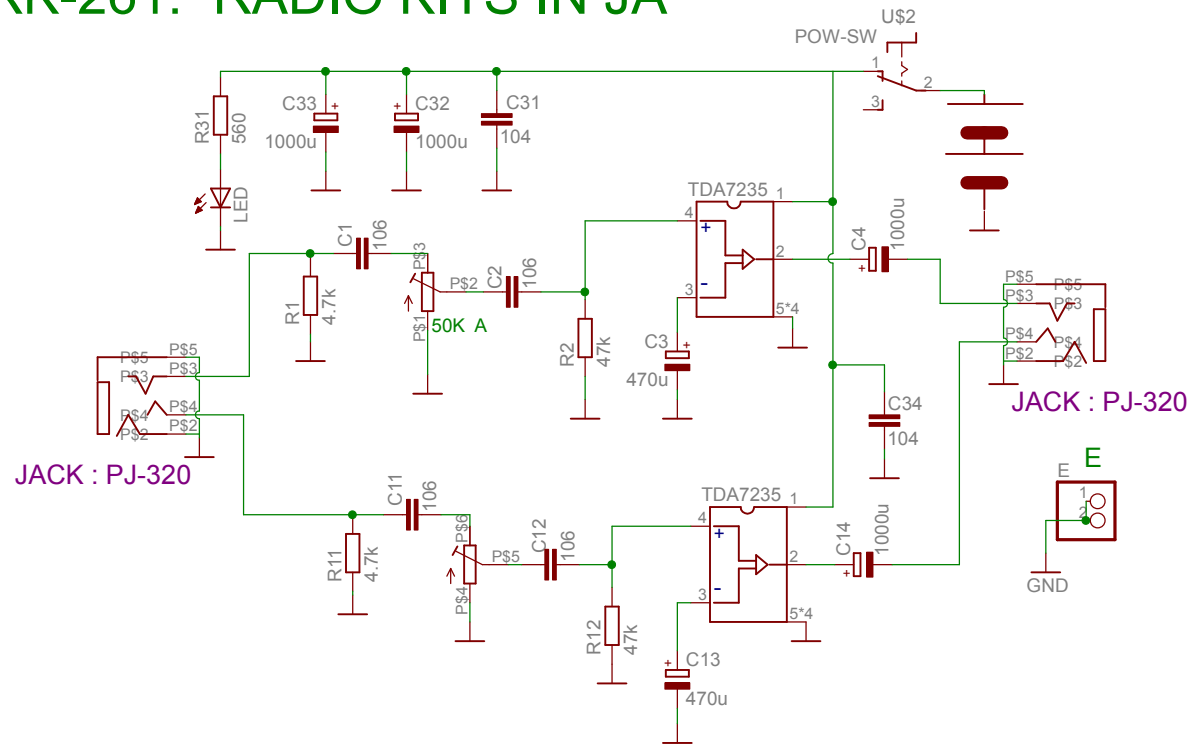 RK-261: RADIO KITS IN JA
U$2
POW-SW
1
2
3
R31
560
C33
+
1000u
+
C32
1000u
C31
104
LED
TDA7235
1
4
+
2
-
3
5*4
C4
1000u
+
C1
106
P$3
P$2
P$1
50K A
C2
106
R1
4.7k
R2
47k
C3
+
470u
P$5
P$5
P$3
P$3
P$4
P$4
P$2
P$2
JACK : PJ-320
P$5
P$5
P$3
P$3
P$4
P$4
P$2
P$2
JACK : PJ-320
C34
104
E
E
1
2
GND
C11
106
P$6
P$5
P$4
C12
106
R11
4.7k
R12
47k
TDA7235
1
4
+
2
-
3
5*4
C14
1000u
+
C13
+
470u